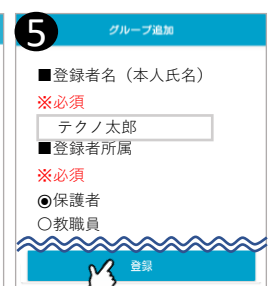 5
グループ追加
■登録者名（本人氏名）
※必須
テクノ太郎
■登録者所属
※必須
◉保護者
〇教職員
登録